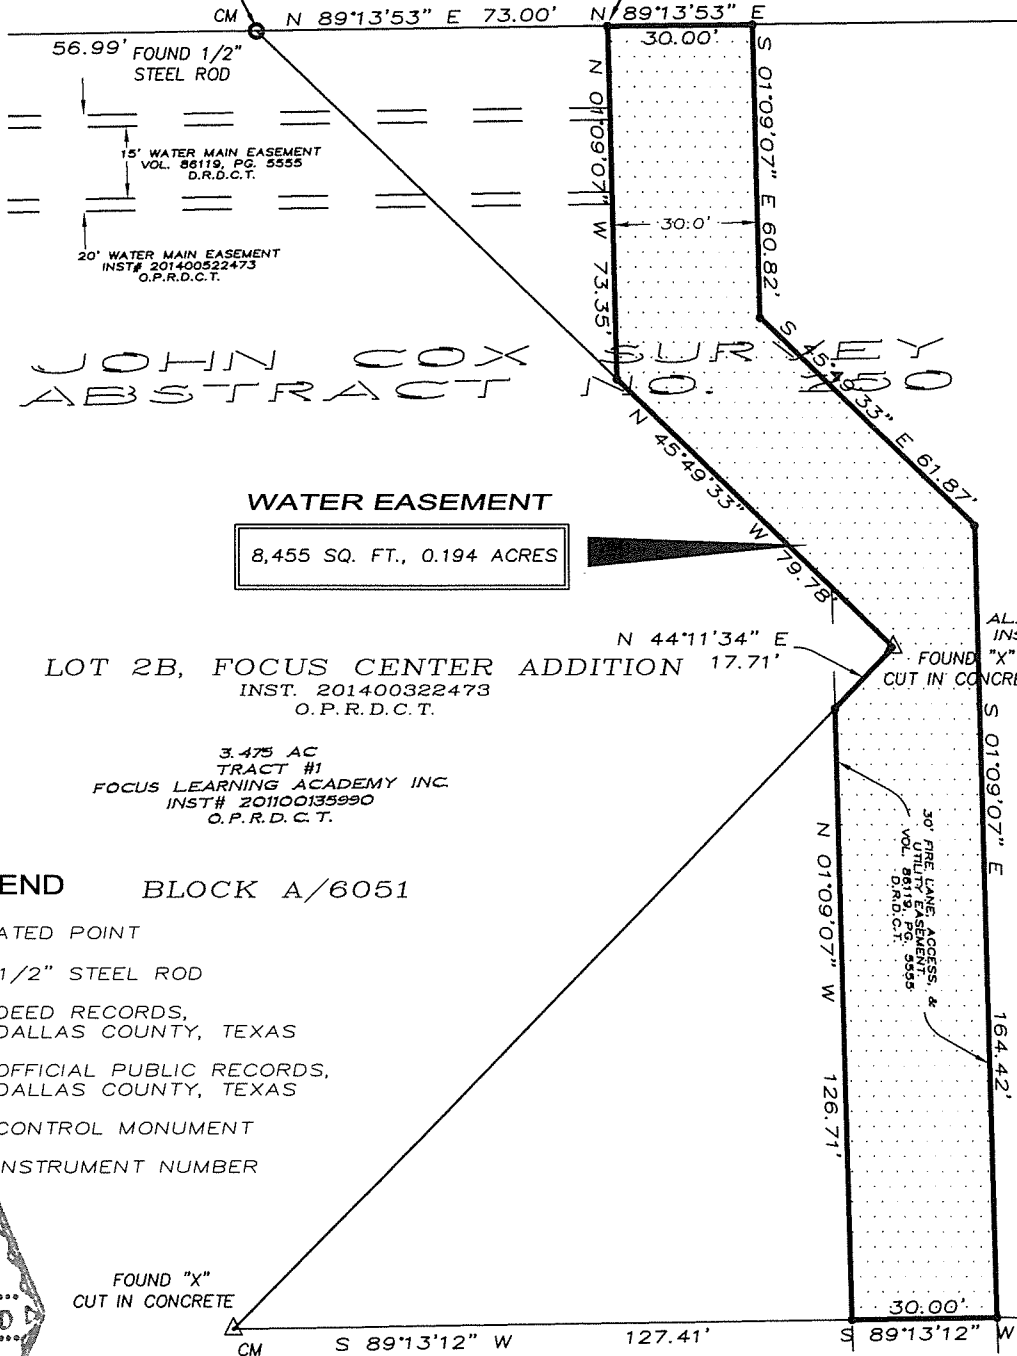 CM
N 89°13'53" E 73.00'
N 89°13'53" E
30.00'
56.99'
FOUND 1/2"
STEEL ROD
15' WATER MAIN EASEMENT
VOL. 86119, PG. 5555
D.R.D.C.T.
20' WATER MAIN EASEMENT
INST# 201400522473
O.P.R.D.C.T.
N 01°09'07" W 73.35'
S 01°09'07" E 60.82'
30.0'
JOHN COX SURVEY
ABSTRACT NO. 250
S 45°49'33" E 61.87'
N 45°49'33" W 79.78'
WATER EASEMENT
8,455 SQ. FT., 0.194 ACRES
N 44°11'34" E
17.71'
AL.
INS
FOUND "X"
CUT IN CONCRE
LOT 2B, FOCUS CENTER ADDITION
INST. 201400322473
O.P.R.D.C.T.
3.475 AC
TRACT #1
FOCUS LEARNING ACADEMY INC.
INST# 201100135990
O.P.R.D.C.T.
S 01°09'07" E 164.42'
30' FIRE LANE, ACCESS, &
UTILITY EASEMENT
VOL. 86119, PG. 5555
D.R.D.C.T.
N 01°09'07" W 126.71'
END
BLOCK A/6051
ATED POINT
1/2" STEEL ROD
DEED RECORDS,
DALLAS COUNTY, TEXAS
OFFICIAL PUBLIC RECORDS,
DALLAS COUNTY, TEXAS
CONTROL MONUMENT
NSTRUMENT NUMBER
FOUND "X"
CUT IN CONCRETE
CM
S 89°13'12" W 127.41'
30.00'
S 89°13'12" W